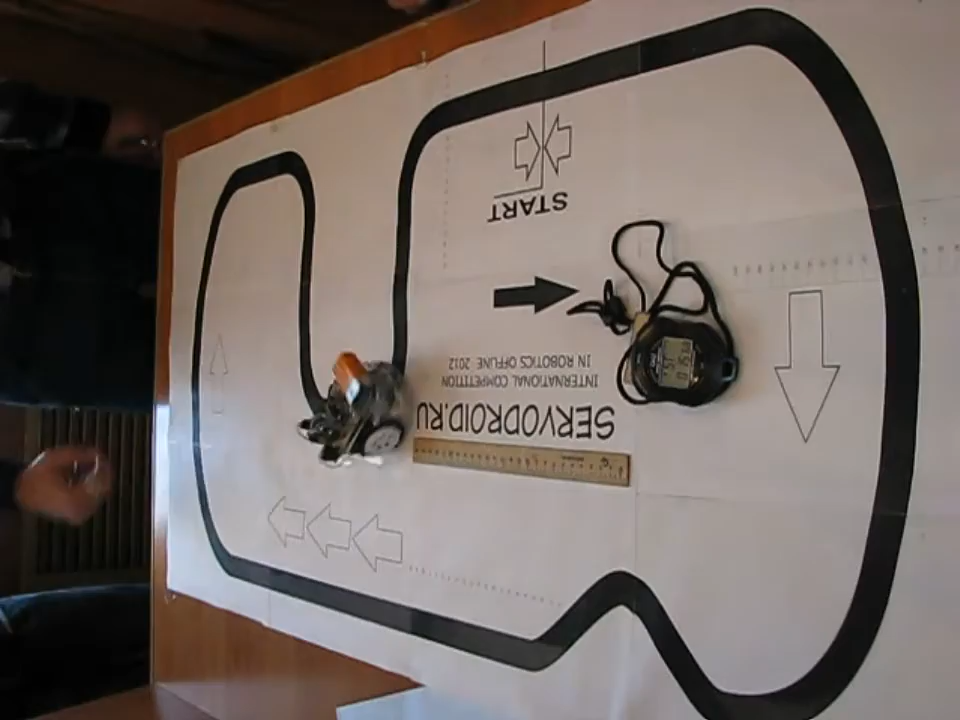 START
SERVODROID.RU
INTERNATIONAL COMPETITION
IN ROBOTICS OFFLINE 2012